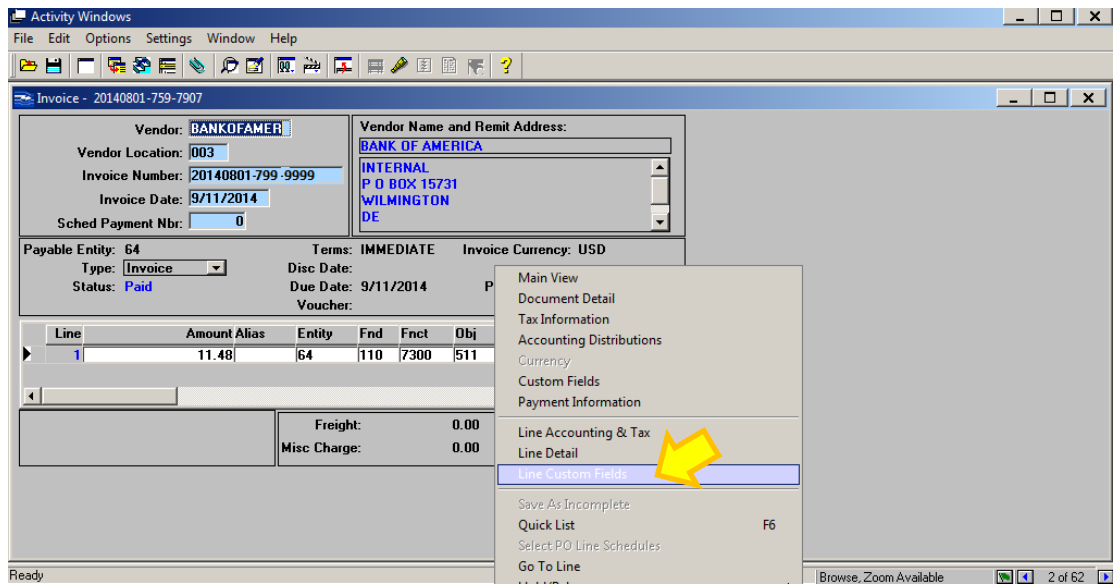 Activity Windows
File Edit Options Settings Window Help
Invoice - 20140801-759-7907
Vendor: BANKOFAMER
Vendor Location: 003
Invoice Number: 20140801-799-9999
Invoice Date: 9/11/2014
Sched Payment Nbr: 0
Vendor Name and Remit Address:
BANK OF AMERICA
INTERNAL
P O BOX 15731
WILMINGTON
DE
Payable Entity: 64 Terms: IMMEDIATE Invoice Currency: USD
Type: Invoice Disc Date:
Status: Paid Due Date: 9/11/2014 P
Voucher:
Line Amount Alias Entity Fnd Fnct Obj
1 11.48 64 110 7300 511
Freight: 0.00
Misc Charge: 0.00
Main View
Document Detail
Tax Information
Accounting Distributions
Currency
Custom Fields
Payment Information
Line Accounting & Tax
Line Detail
Line Custom Fields
Save As Incomplete
Quick List F6
Select PO Line Schedules
Go To Line
Ready Browse, Zoom Available 2 of 62